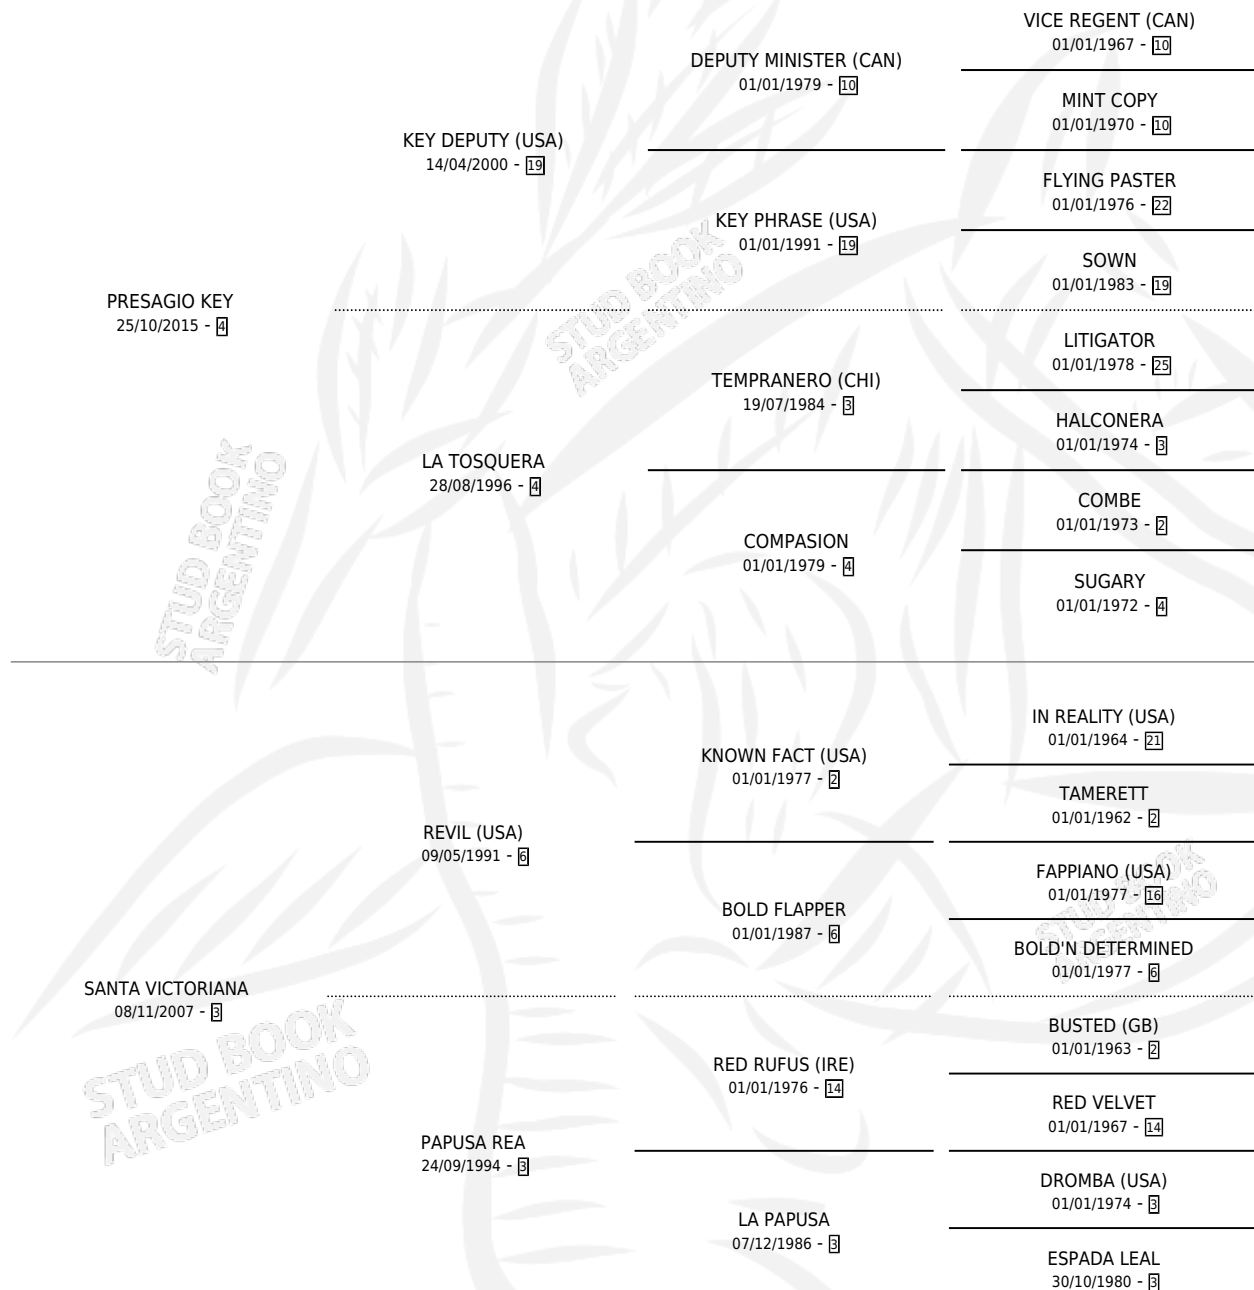 VICE REGENT (CAN)
01/01/1967 - 10
DEPUTY MINISTER (CAN)
01/01/1979 - 10
MINT COPY
01/01/1970 - 10
KEY DEPUTY (USA)
14/04/2000 - 19
FLYING PASTER
01/01/1976 - 22
KEY PHRASE (USA)
01/01/1991 - 19
SOWN
01/01/1983 - 19
PRESAGIO KEY
25/10/2015 - 4
LITIGATOR
01/01/1978 - 25
TEMPRANERO (CHI)
19/07/1984 - 3
HALCONERA
01/01/1974 - 3
LA TOSQUERA
28/08/1996 - 4
COMBE
01/01/1973 - 2
COMPASION
01/01/1979 - 4
SUGARY
01/01/1972 - 4
STUD BOOK
ARGENTINO
STUD BOOK
ARGENTINO
IN REALITY (USA)
01/01/1964 - 21
KNOWN FACT (USA)
01/01/1977 - 2
TAMERETT
01/01/1962 - 2
REVIL (USA)
09/05/1991 - 6
FAPPIANO (USA)
01/01/1977 - 16
BOLD FLAPPER
01/01/1987 - 6
BOLD'N DETERMINED
01/01/1977 - 6
SANTA VICTORIANA
08/11/2007 - 3
BUSTED (GB)
01/01/1963 - 2
RED RUFUS (IRE)
01/01/1976 - 14
RED VELVET
01/01/1967 - 14
PAPUSA REA
24/09/1994 - 3
DROMBA (USA)
01/01/1974 - 3
LA PAPUSA
07/12/1986 - 3
ESPADA LEAL
30/10/1980 - 3
STUD BOOK
ARGENTINO
STUD BOOK
ARGENTINO